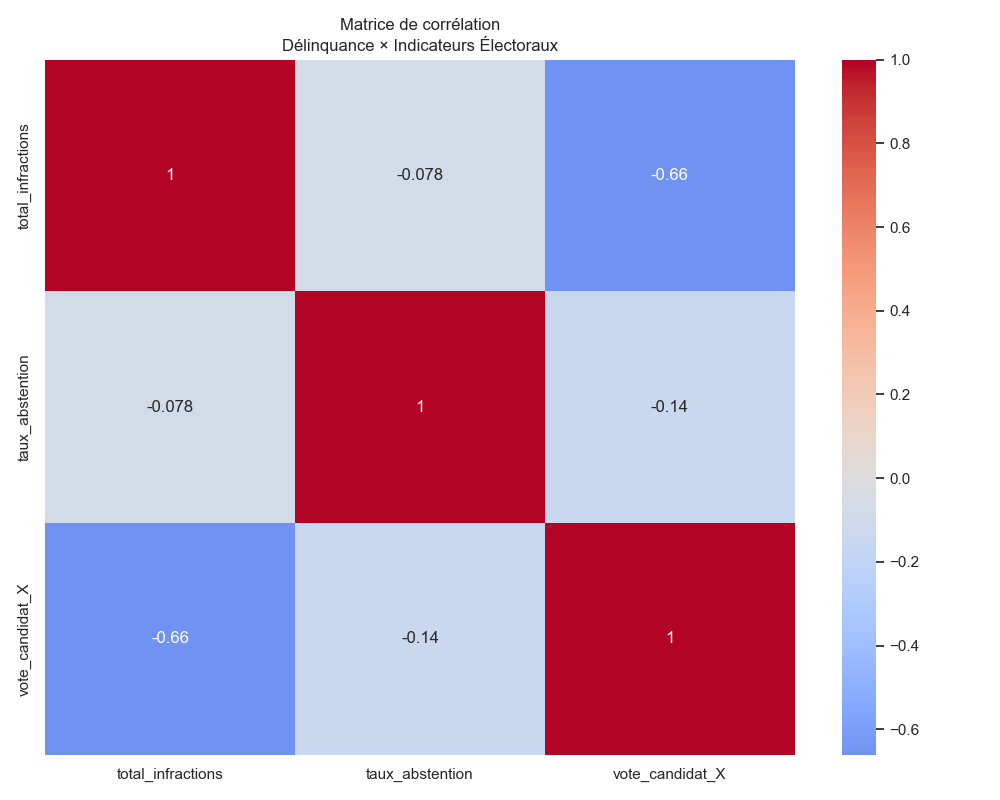 Matrice de corrélation
Délinquance × Indicateurs Électoraux
total_infractions
1
-0.078
-0.66
taux_abstention
-0.078
1
-0.14
vote_candidat_X
-0.66
-0.14
1
total_infractions
taux_abstention
vote_candidat_X
1.0
0.8
0.6
0.4
0.2
0.0
−0.2
−0.4
−0.6